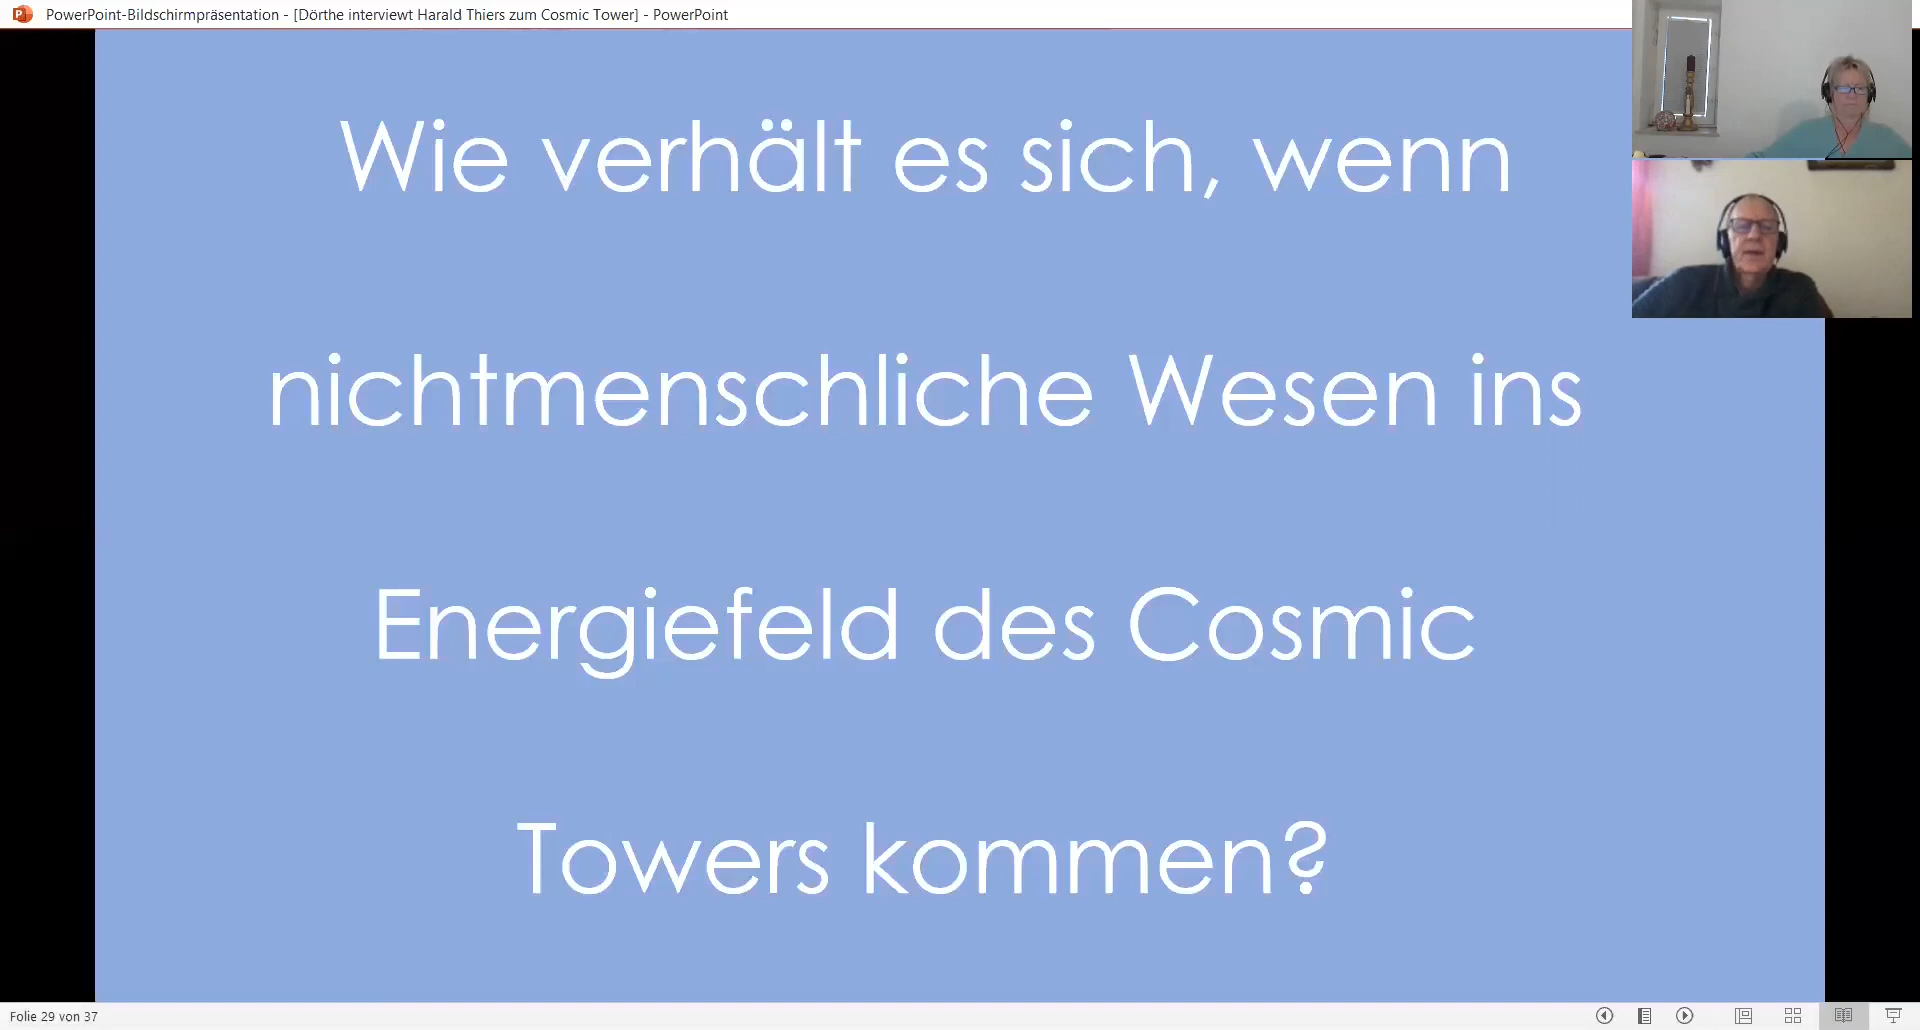 PowerPoint-Bildschirmpräsentation - [Dörthe interviewt Harald Thiers zum Cosmic Tower] - PowerPoint
Wie verhält es sich, wenn
nichtmenschliche Wesen ins
Energiefeld des Cosmic
Towers kommen?
Folie 29 von 37